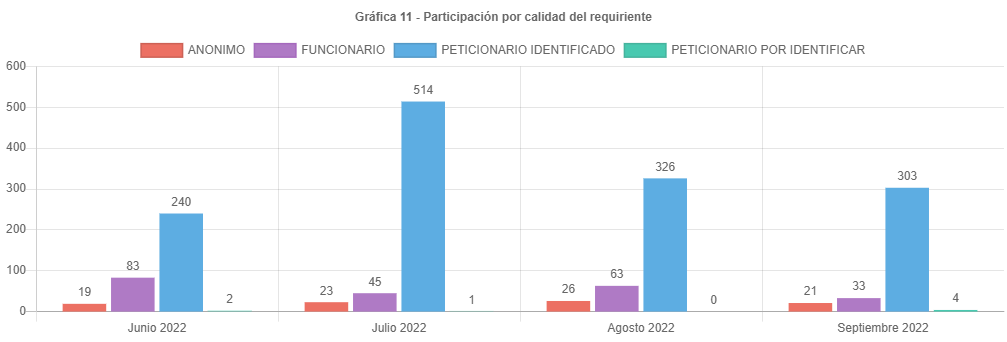 Gráfica 11 - Participación por calidad del requiriente
ANONIMO FUNCIONARIO PETICIONARIO IDENTIFICADO PETICIONARIO POR IDENTIFICAR
600
500
400
300
200
100
0
19 83 240 2
23 45 514 1
26 63 326 0
21 33 303 4
Junio 2022 Julio 2022 Agosto 2022 Septiembre 2022